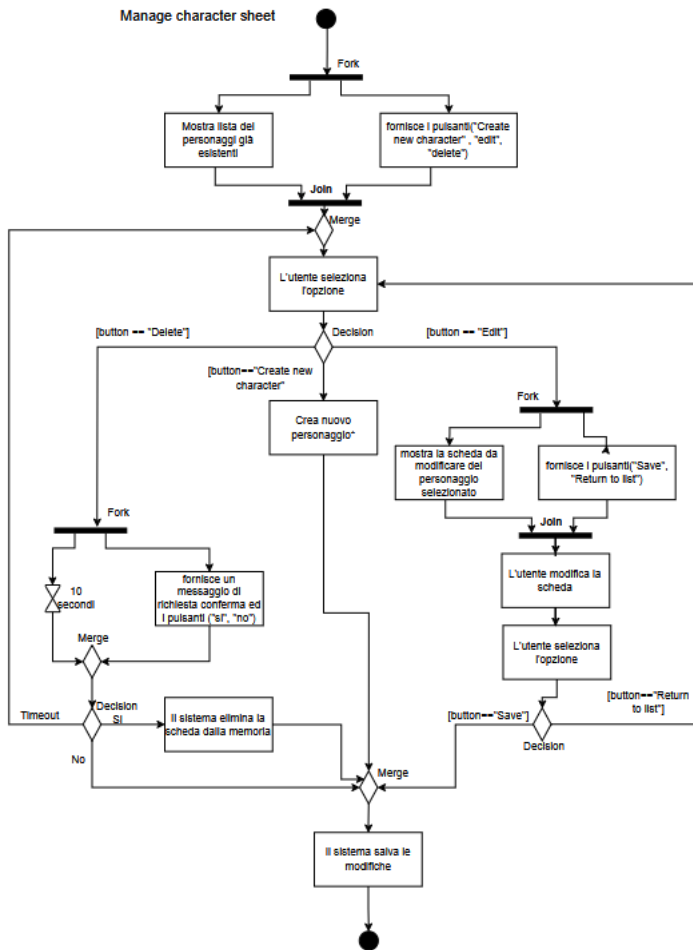 Manage character sheet
Fork
Mostra lista dei
personaggi già
esistenti
fornisce i pulsanti("Create
new character" , "edit",
"delete")
Join
Merge
L'utente seleziona
l'opzione
[button == "Delete"]
Decision
[button == "Edit"]
[button=="Create new
character"
Crea nuovo
personaggio*
Fork
mostra la scheda da
modificare del
personaggio
selezionato
fornisce i pulsanti("Save",
"Return to list")
Join
L'utente modifica la
scheda
L'utente seleziona
l'opzione
[button=="Save"]
[button=="Return
to list"]
Decision
Fork
10
secondi
fornisce un
messaggio di
richiesta conferma ed
i pulsanti ("si", "no")
Merge
Timeout
Decision
SI
No
Il sistema elimina la
scheda dalla memoria
Merge
Il sistema salva le
modifiche